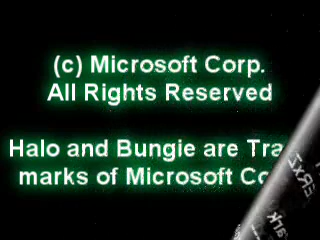 (c) Microsoft Corp.
All Rights Reserved
Halo and Bungie are Tra
marks of Microsoft Co